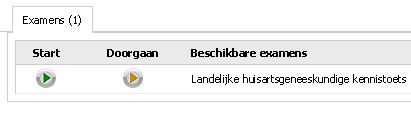 Examens (1)
Start Doorgaan Beschikbare examens
Landelijke huisartsgeneeskundige kennistoets